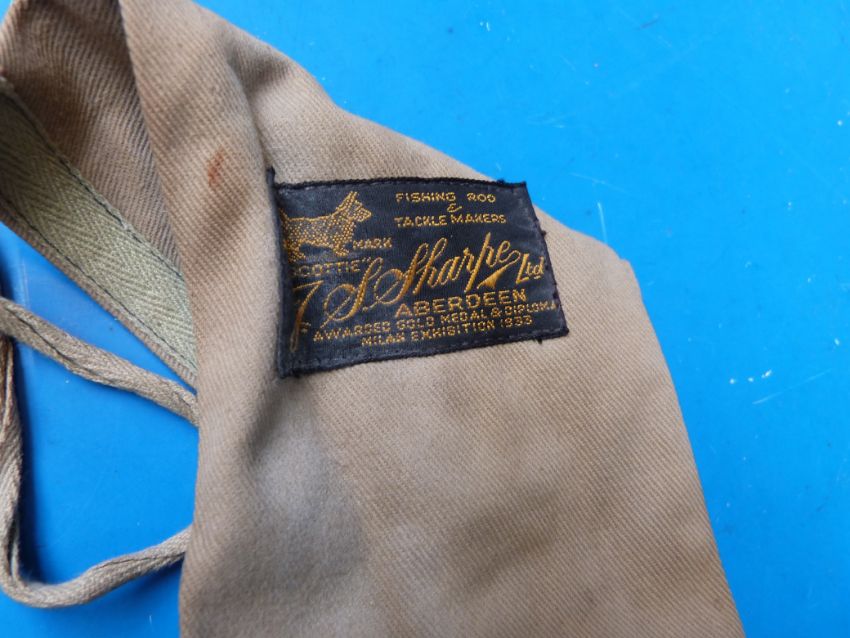 FISHING ROD
&
TACKLE MAKERS
MARK
SCOTTIE
J. S. Sharpe Ltd
ABERDEEN
AWARDED GOLD MEDAL & DIPLOMA
MILAN EXHIBITION 1933